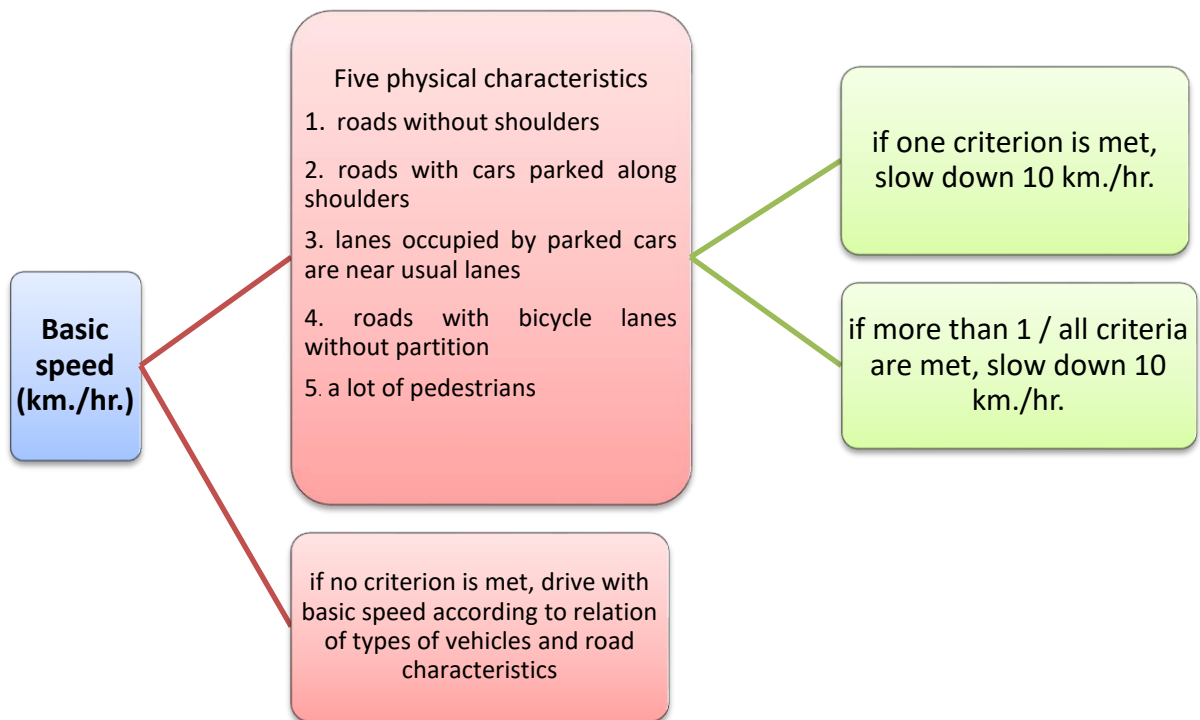 Basic
speed
(km./hr.)
Five physical characteristics
1. roads without shoulders
2. roads with cars parked along
shoulders
3. lanes occupied by parked cars
are near usual lanes
4. roads with bicycle lanes
without partition
5. a lot of pedestrians
if no criterion is met, drive with
basic speed according to relation
of types of vehicles and road
characteristics
if one criterion is met,
slow down 10 km./hr.
if more than 1 / all criteria
are met, slow down 10
km./hr.